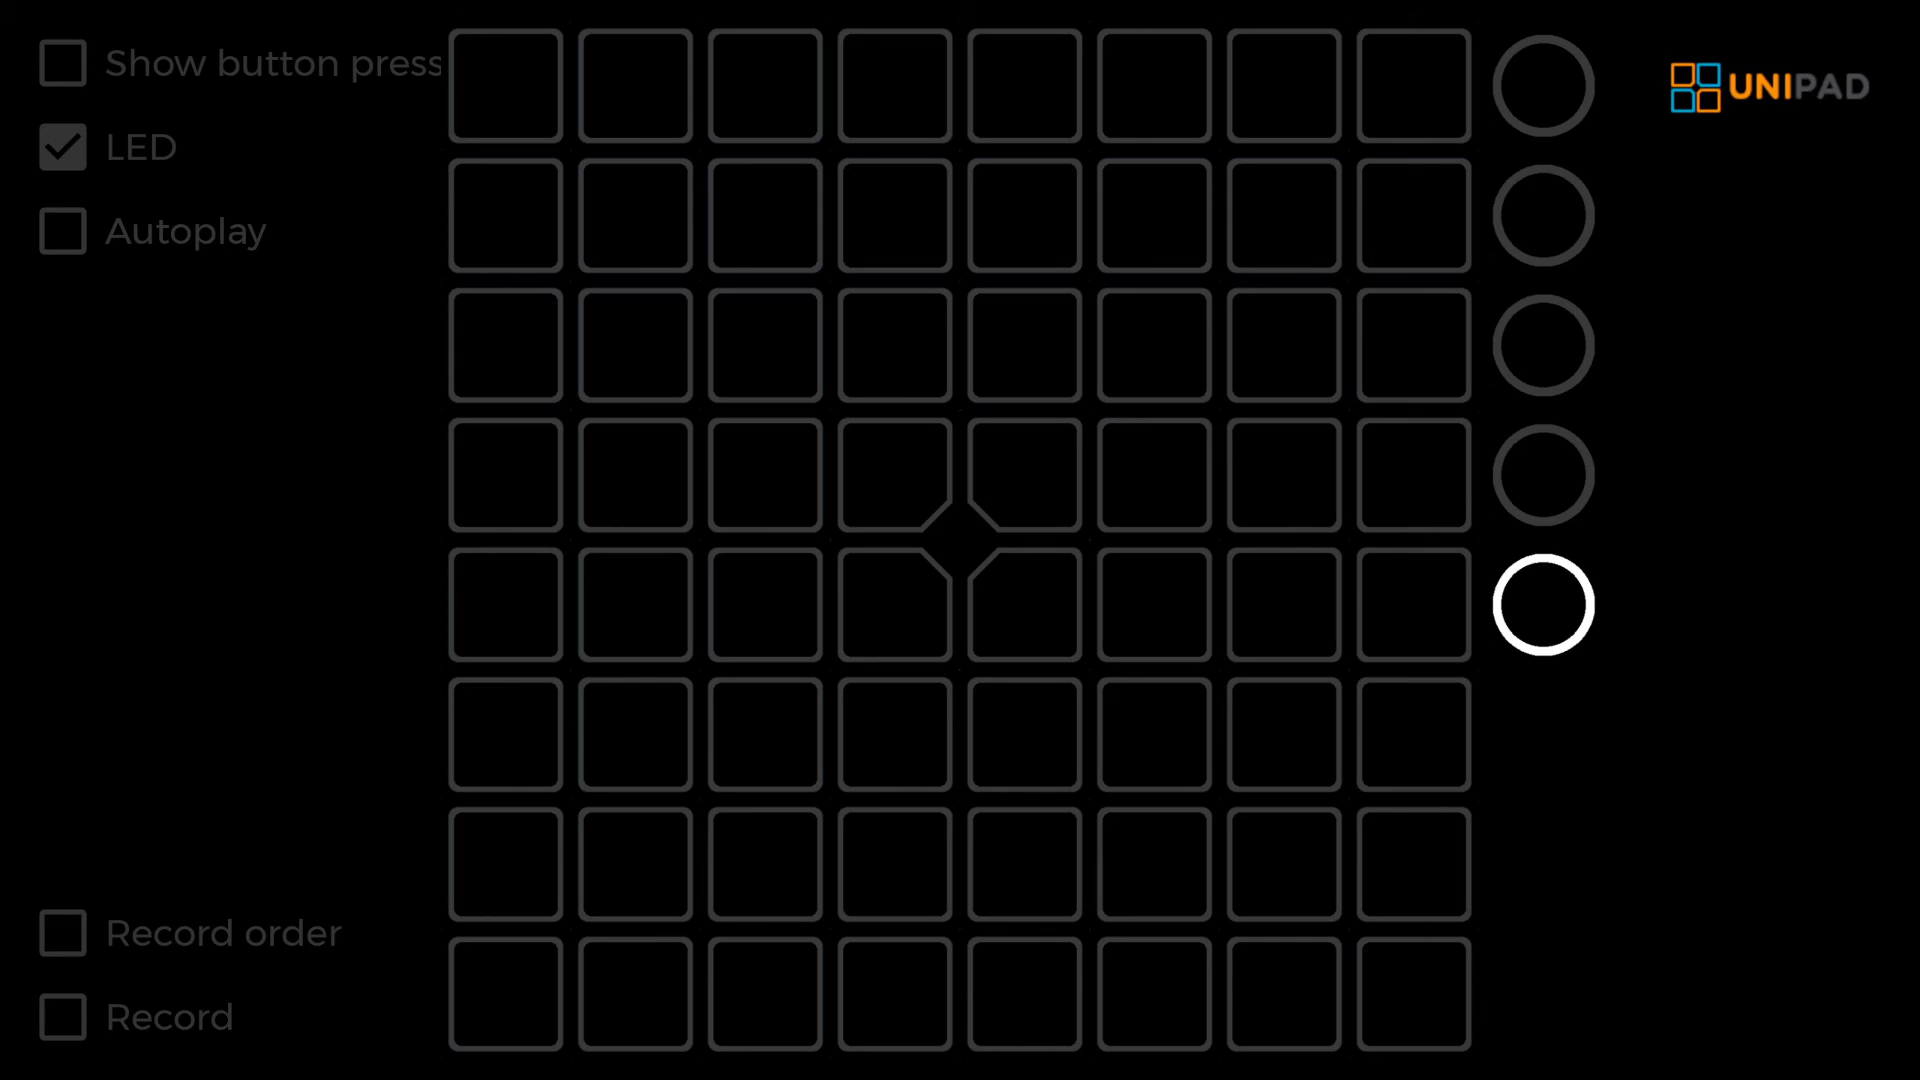 Show button press
UNIPAD
LED
Autoplay
Record order
Record